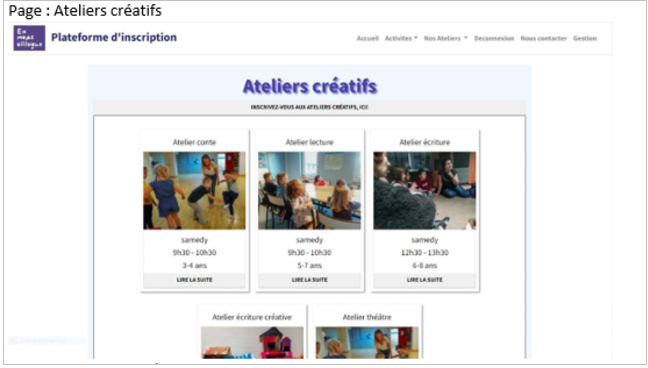 Page : Ateliers créatifs
Plateforme d'inscription
Accueil Activites Nos Ateliers Deconnexion Nous contacter Gestion
Ateliers créatifs
INSCRIVEZ-VOUS AUX ATELIERS CRÉATIFS, ICI!
Atelier conte Atelier lecture Atelier écriture
samedy samedy samedy
9h30 - 10h30 9h30 - 10h30 12h30 - 13h30
3-4 ans 5-7 ans 6-8 ans
LIRE LA SUITE LIRE LA SUITE LIRE LA SUITE
Atelier écriture créative Atelier théâtre